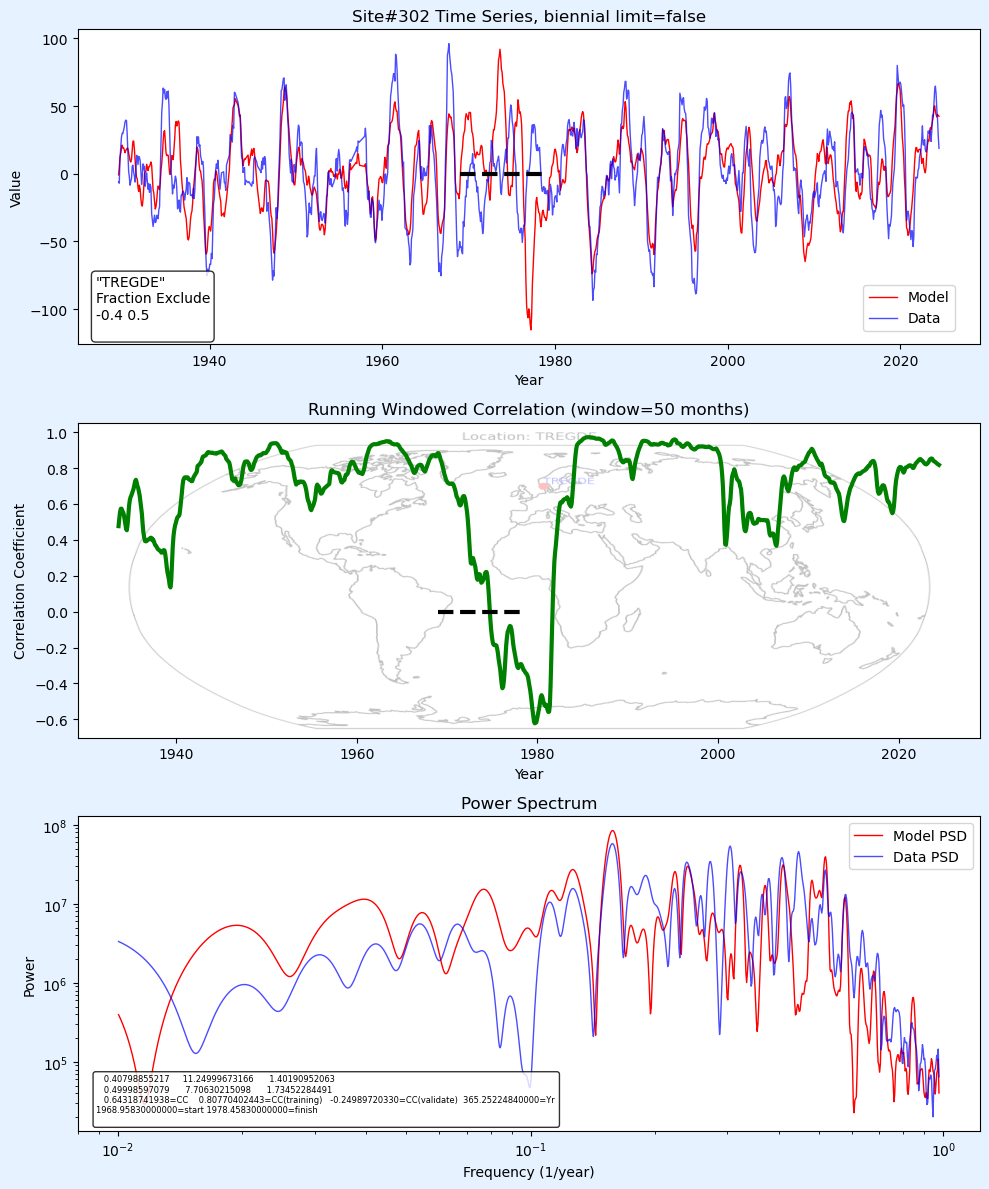 Site#302 Time Series, biennial limit=false
100
50
0
−50
−100
Value
"TREGDE"
Fraction Exclude
-0.4 0.5
Model
Data
1940
1960
1980
2000
2020
Year
Running Windowed Correlation (window=50 months)
Location: TREGDE
TREGDE
1.0
0.8
0.6
0.4
0.2
0.0
−0.2
−0.4
−0.6
Correlation Coefficient
1940
1960
1980
2000
2020
Year
Power Spectrum
10^8
10^7
10^6
10^5
Power
Model PSD
Data PSD
0.40798855217 11.24999673166 1.40190952063
0.49998597079 7.70630215098 1.73452284491
0.64318741938=CC 0.80770402443=CC(training) -0.24989720330=CC(validate) 365.25224840000=Yr
1968.95830000000=start 1978.45830000000=finish
10^−2
10^−1
10^0
Frequency (1/year)